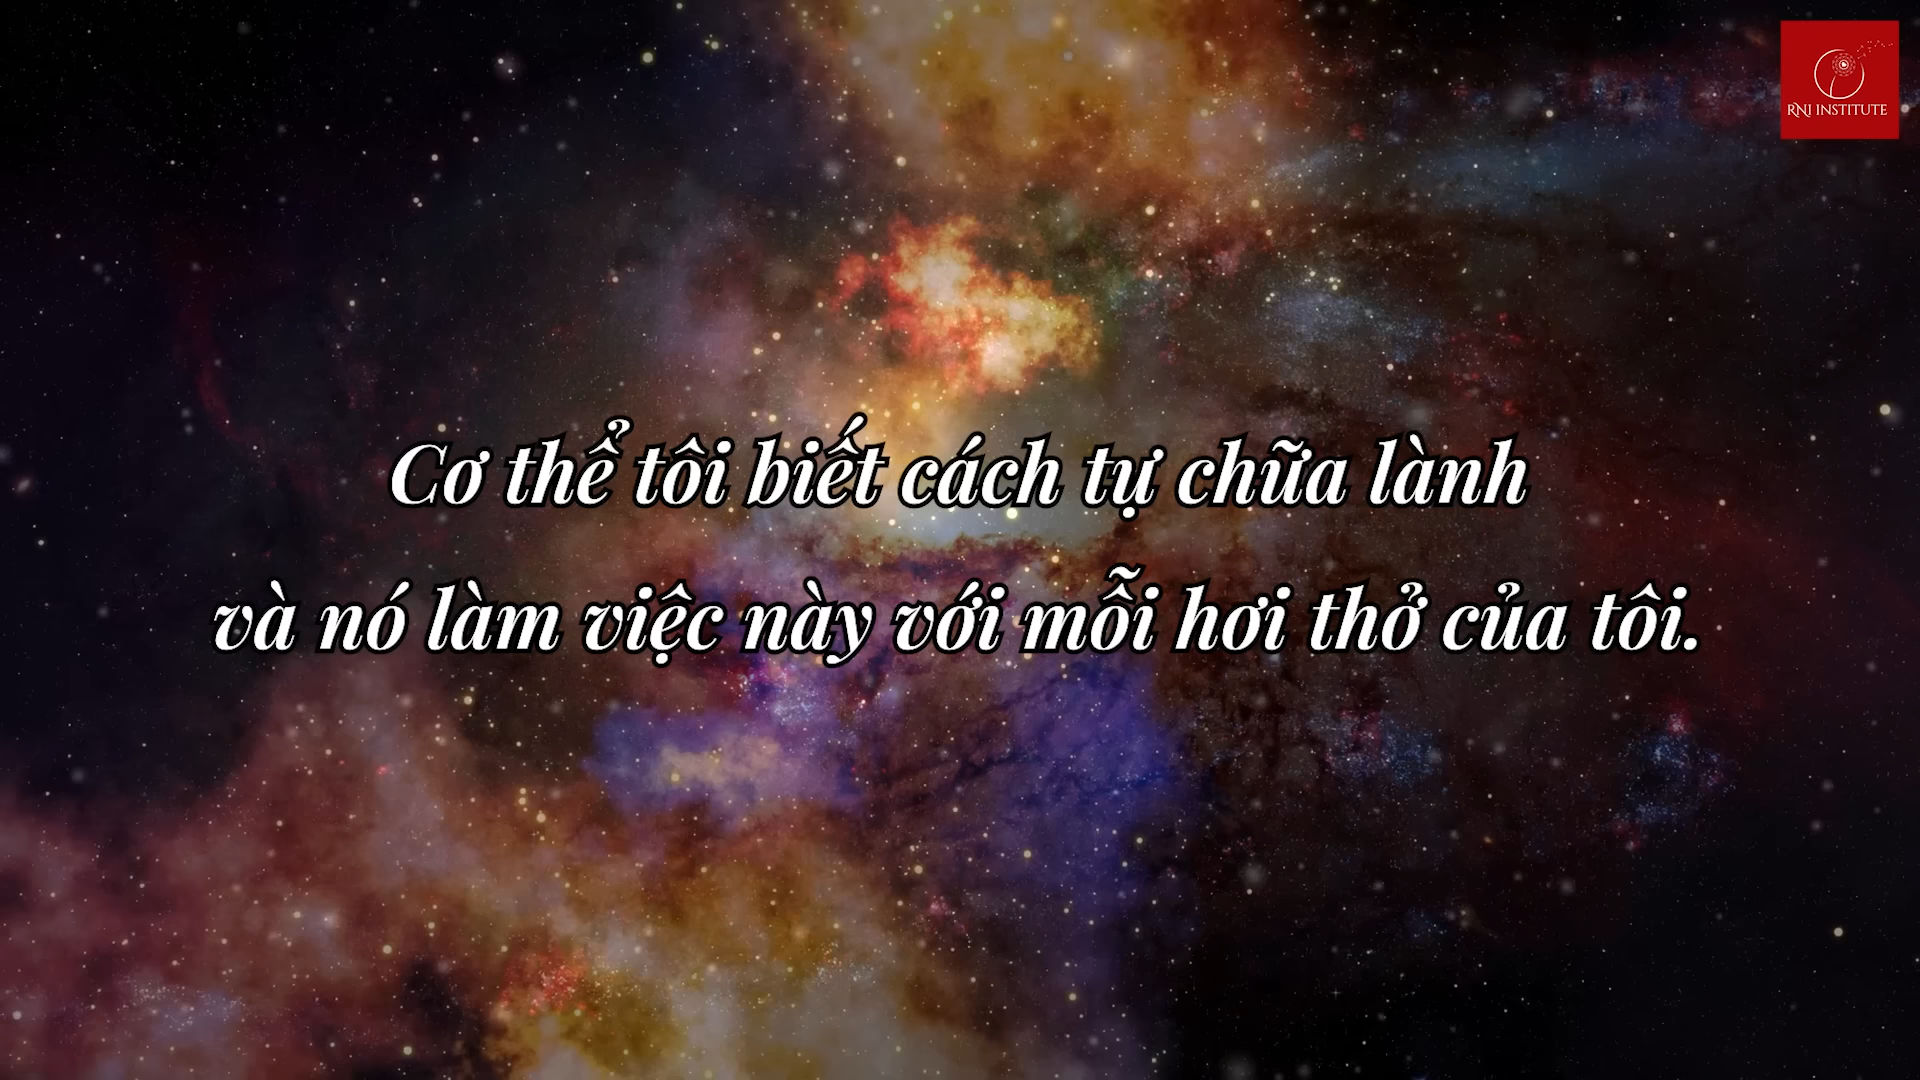 RNI INSTITUTE
Cơ thể tôi biết cách tự chữa lành
và nó làm việc này với mỗi hơi thở của tôi.